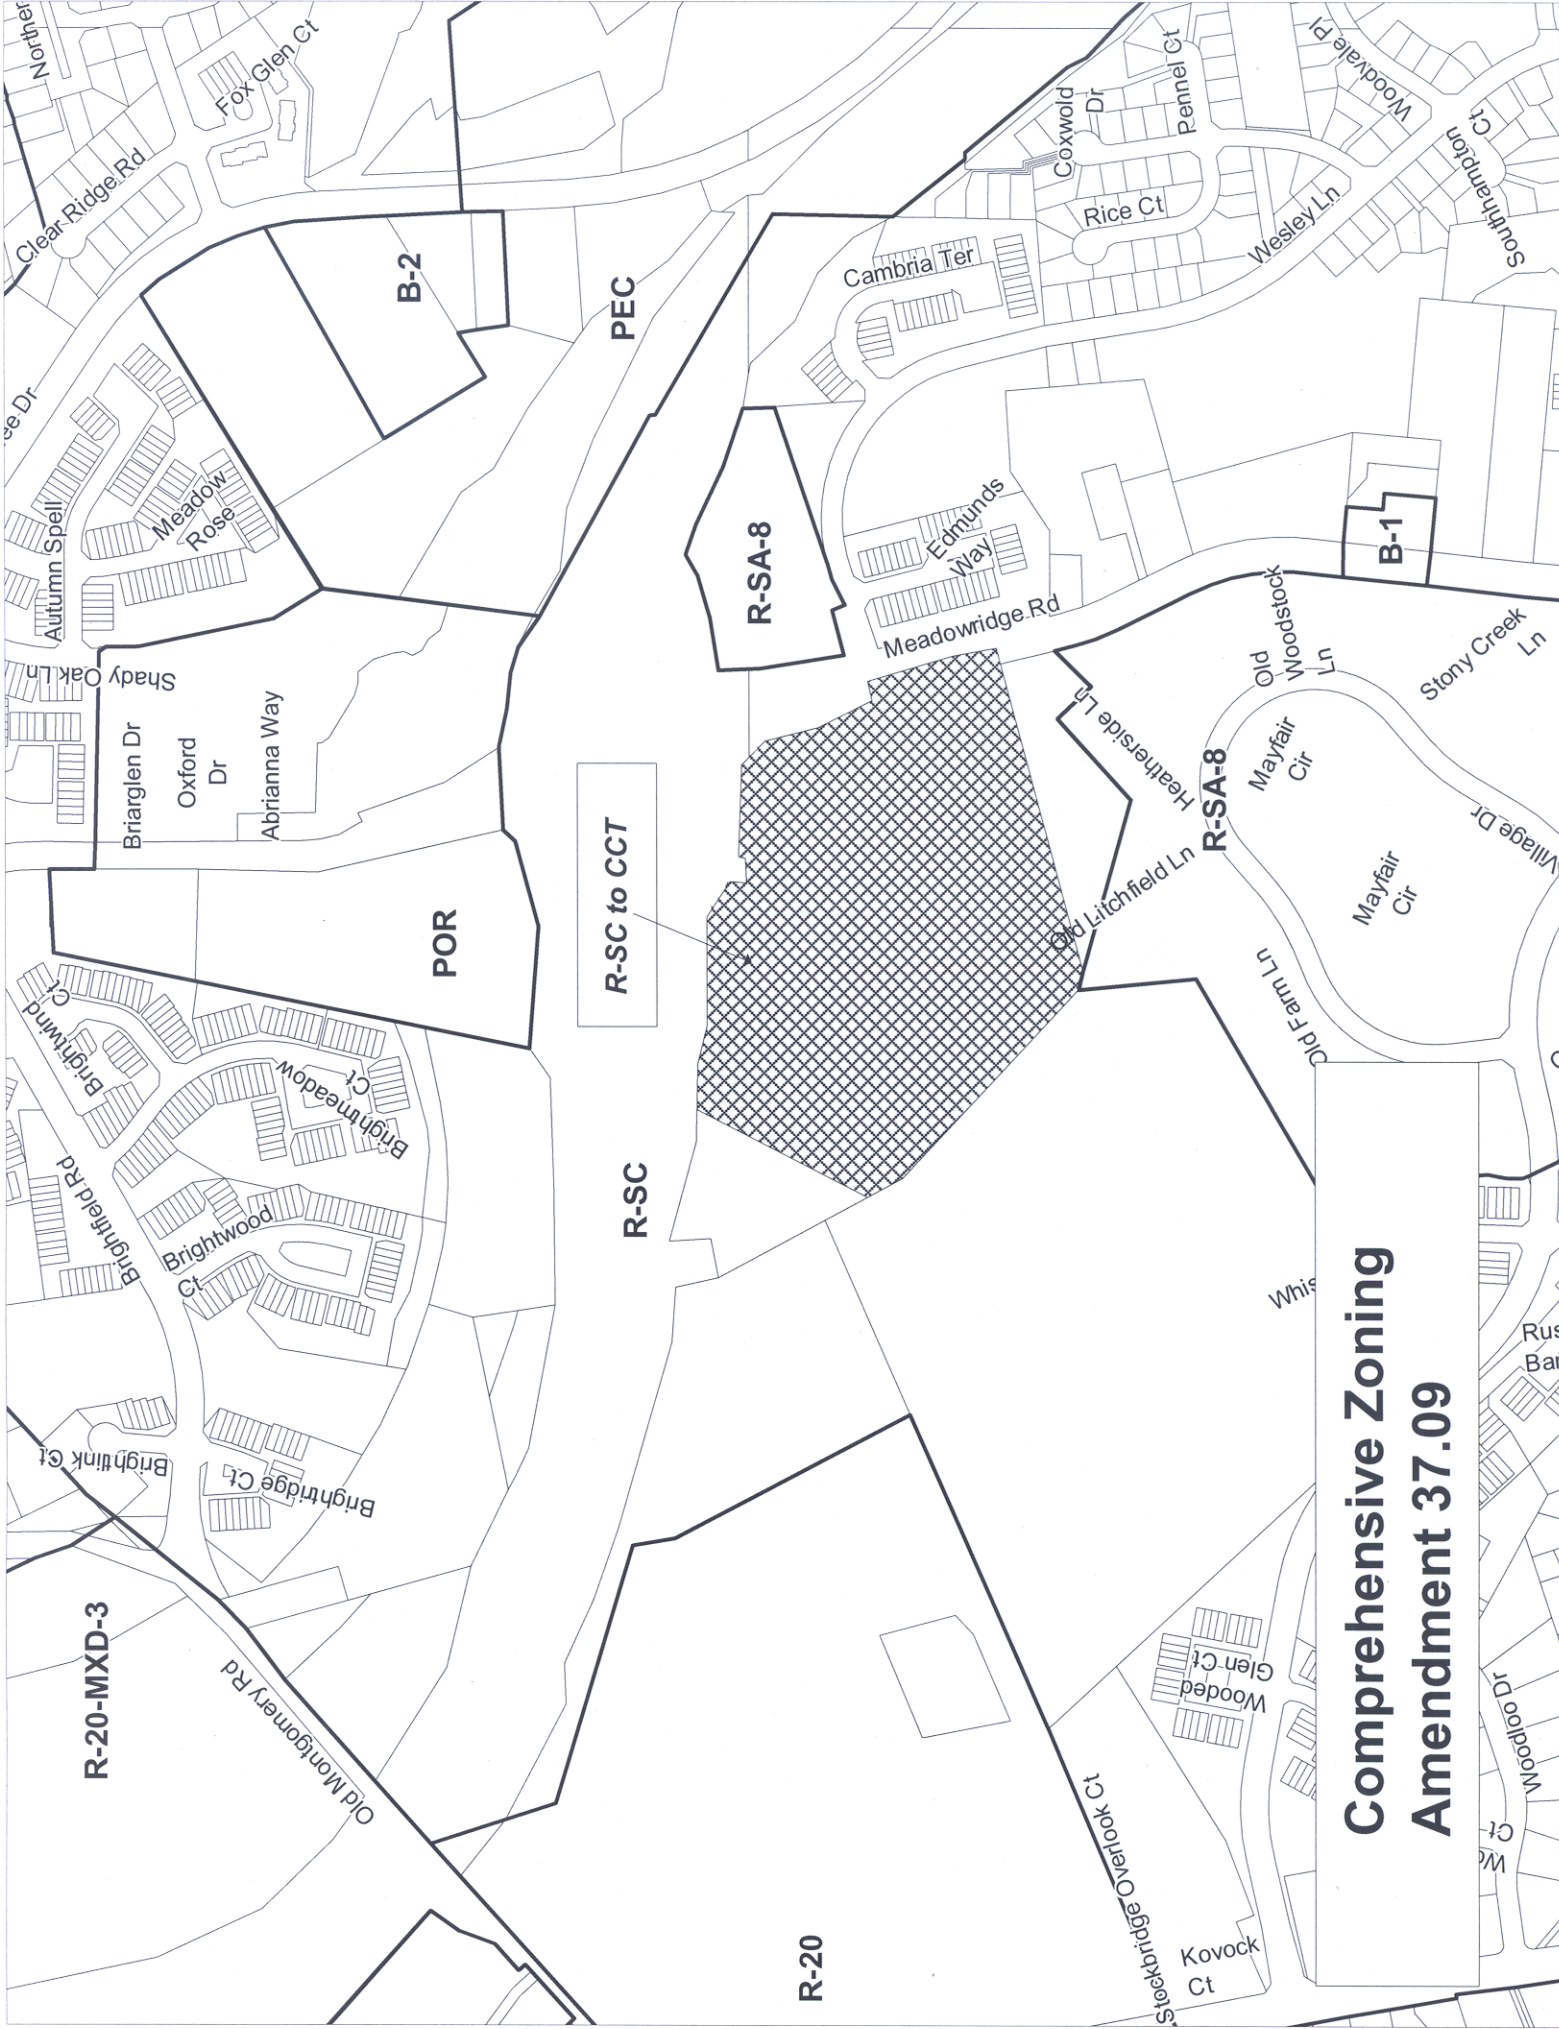 Comprehensive Zoning
Amendment 37.09
R-SC to CCT
R-20-MXD-3
R-20
R-SC
POR
PEC
B-2
R-SA-8
R-SA-8
B-1
Old Montgomery Rd
Brightlink Ct
Brightridge Ct
Brightfield Rd
Brightwood
Ct
Brightmeadow
Ct
Brightwind
Ct
Briarglen Dr
Oxford
Dr
Abrianna Way
Shady Oak Ln
Autumn Spell
Meadow
Rose
Clear Ridge Rd
Fox Glen Ct
Cambria Ter
Coxwold
Dr
Pennel Ct
Rice Ct
Wesley Ln
Woodvale Pl
Southhampton
Ct
Edmunds
Way
Meadowridge Rd
Heatherside Ln
Old Litchfield Ln
Old
Woodstock
Ln
Stony Creek
Ln
Mayfair
Cir
Mayfair
Cir
Village Dr
Old Farm Ln
Wooded
Glen Ct
Stockbridge Overlook Ct
Kovock
Ct
Woodloo Dr
Ct